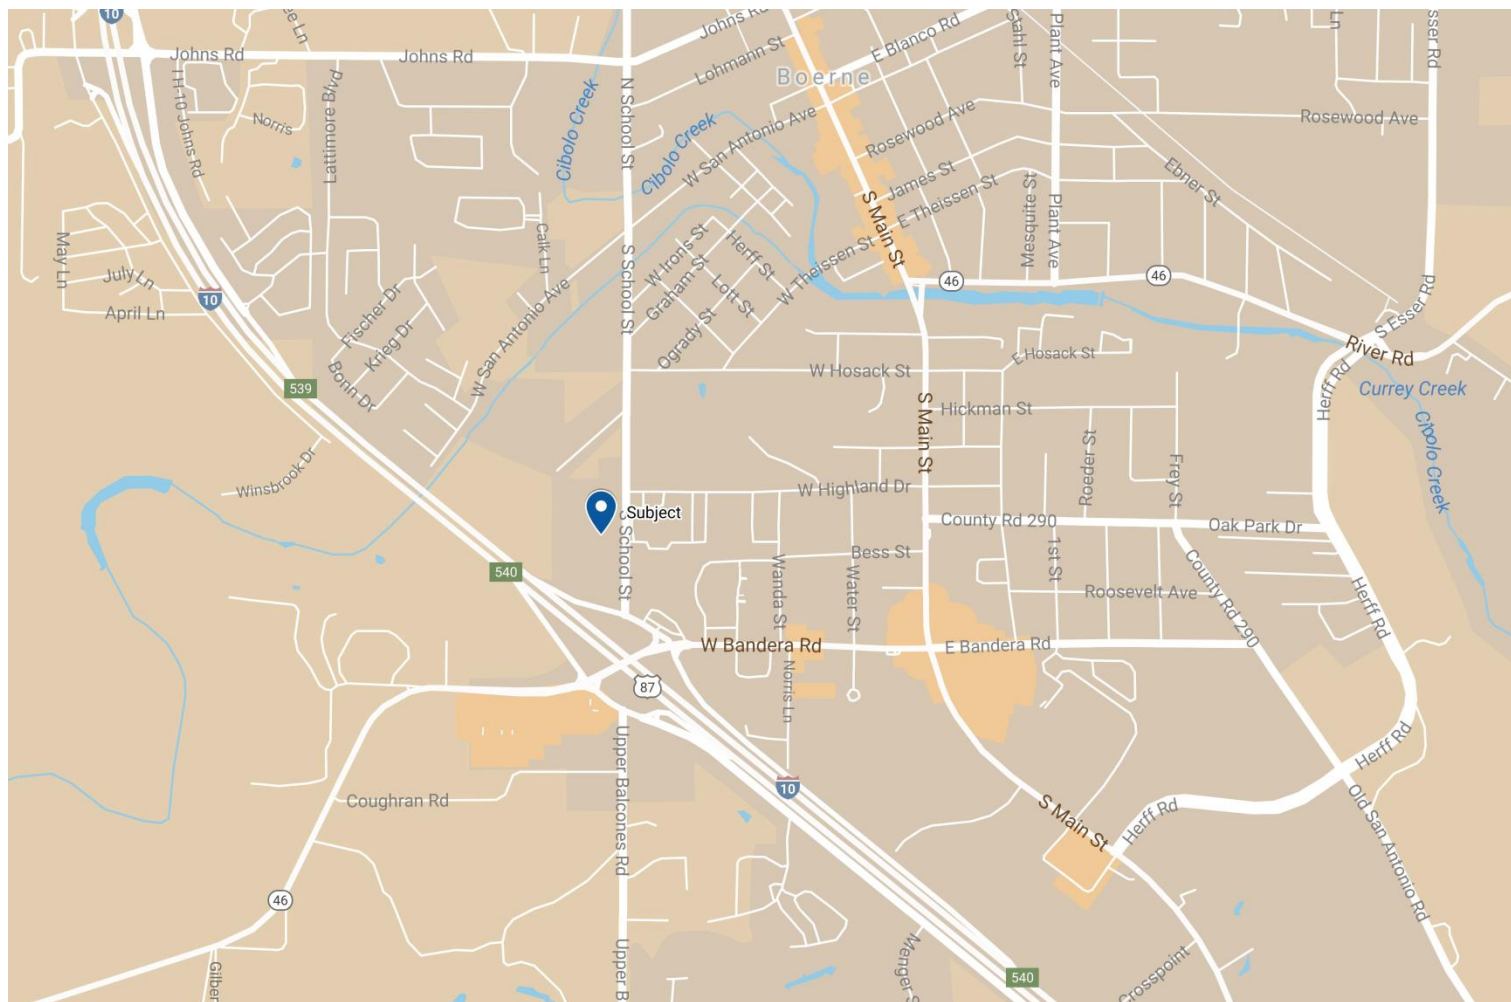 10
Johns Rd
Johns Rd
Johns Rd
Lohmann St
E Blanco Rd
Stahl St
Plant Ave
Ln
Boerne
I H-10 Johns Rd
Norris
Lattimore Blvd
Cibolo Creek
N School St
Cibolo Creek
W San Antonio Ave
Rosewood Ave
Rosewood Ave
James St
E Theissen St
Mesquite St
Plant Ave
Ebner St
S Main St
May Ln
July Ln
April Ln
10
Calk Ln
S School St
W Irons St
Herff St
Graham St
Lott St
W Theissen St
Ogrady St
46
46
S Esser Rd
River Rd
Fischer Dr
Krieg Dr
Bonn Dr
W San Antonio Ave
539
W Hosack St
E Hosack St
Herff Rd
Currey Creek
Cibolo Creek
Hickman St
S Main St
Roeder St
Frey St
Winsbrook Dr
W Highland Dr
Subject
S School St
County Rd 290
Oak Park Dr
540
Bess St
1st St
Wanda St
Water St
Roosevelt Ave
County Rd 290
Herff Rd
W Bandera Rd
E Bandera Rd
87
Norris Ln
Upper Balcones Rd
10
Coughran Rd
S Main St
Herff Rd
Herff Rd
Old San Antonio Rd
46
Upper B
Menger S
540
Crosspoint
Gilber